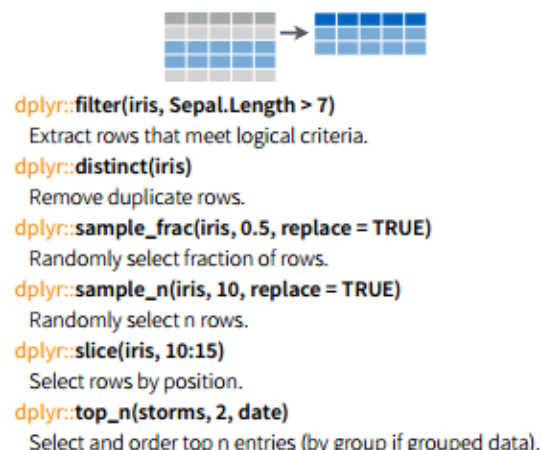 dplyr::filter(iris, Sepal.Length > 7)
Extract rows that meet logical criteria.
dplyr::distinct(iris)
Remove duplicate rows.
dplyr::sample_frac(iris, 0.5, replace = TRUE)
Randomly select fraction of rows.
dplyr::sample_n(iris, 10, replace = TRUE)
Randomly select n rows.
dplyr::slice(iris, 10:15)
Select rows by position.
dplyr::top_n(storms, 2, date)
Select and order top n entries (by group if grouped data).